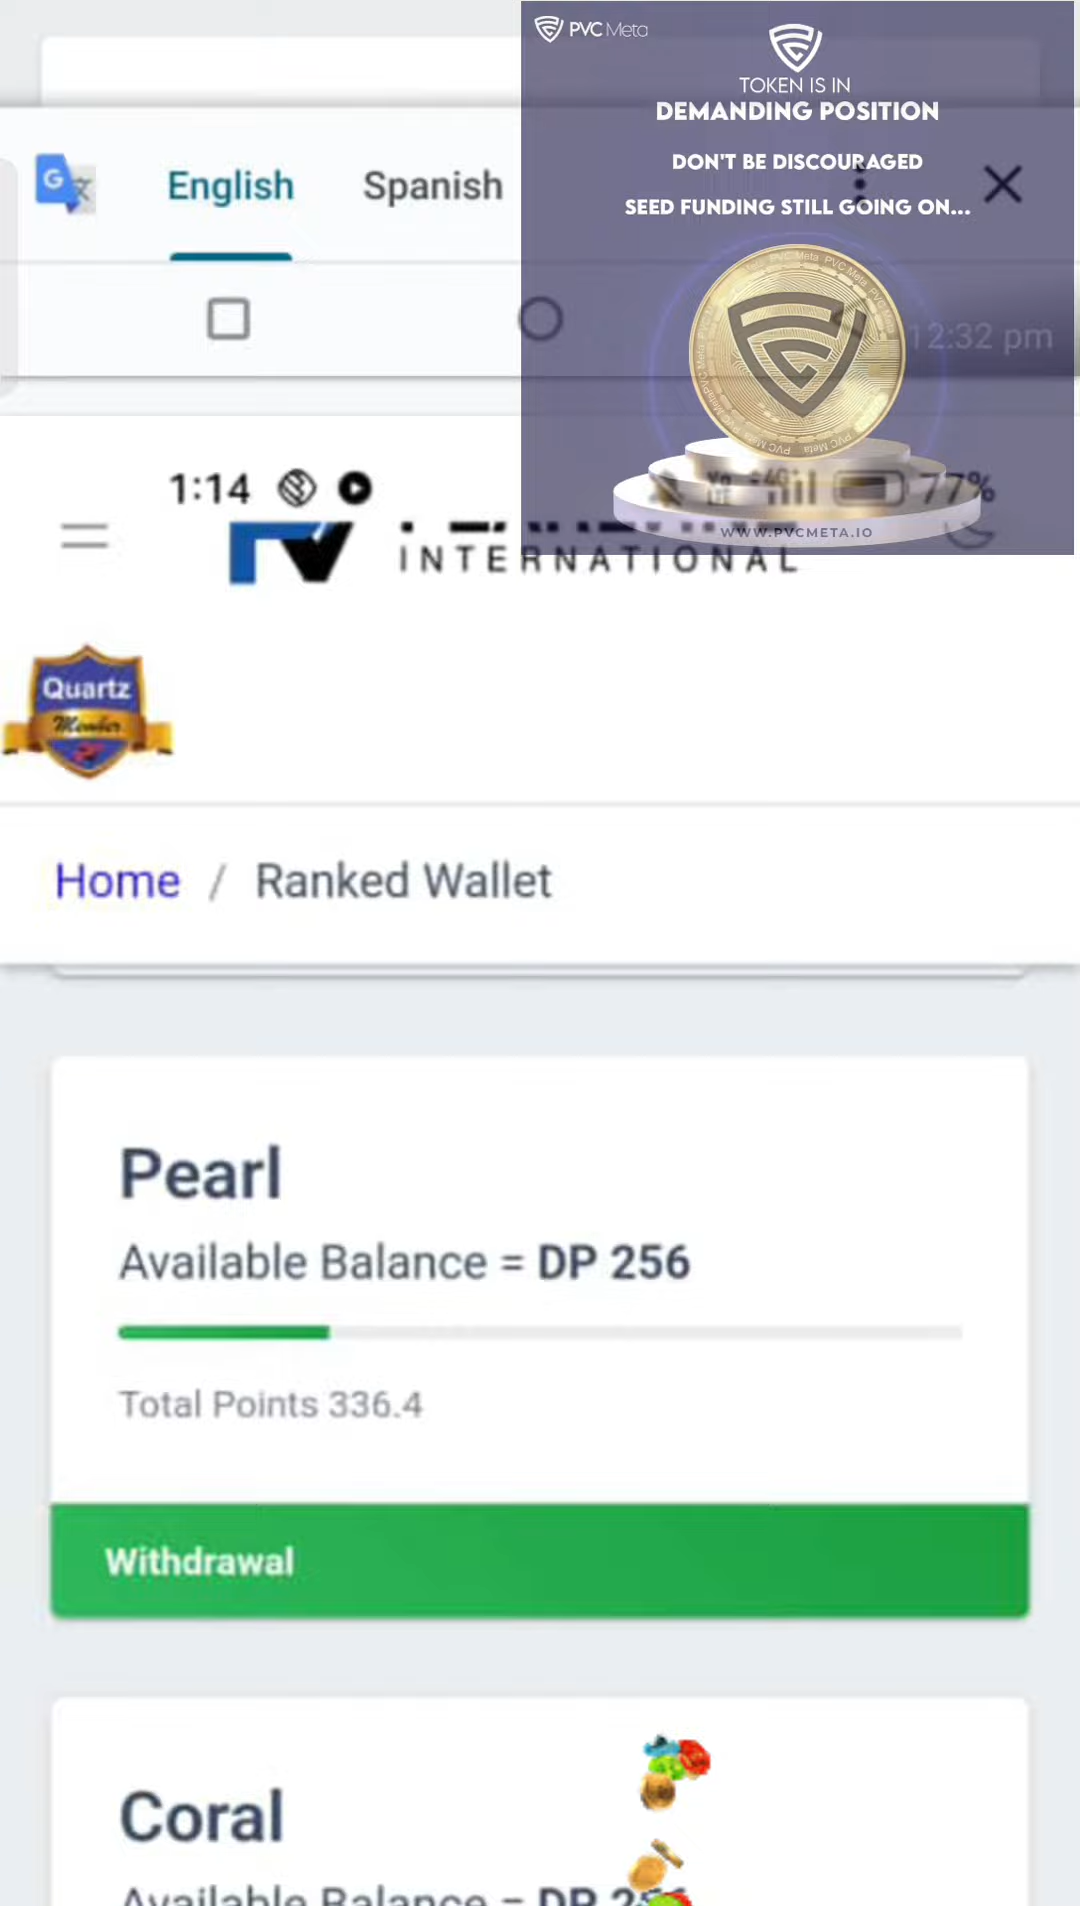 PVC Meta
TOKEN IS IN
DEMANDING POSITION
DON'T BE DISCOURAGED
SEED FUNDING STILL GOING ON...
English
Spanish
12:32 pm
1:14
77%
WWW.PVCMETA.IO
INTERNATIONAL
Quartz
Member
Home / Ranked Wallet
Pearl
Available Balance = DP 256
Total Points 336.4
Withdrawal
Coral
Available Balance = DP